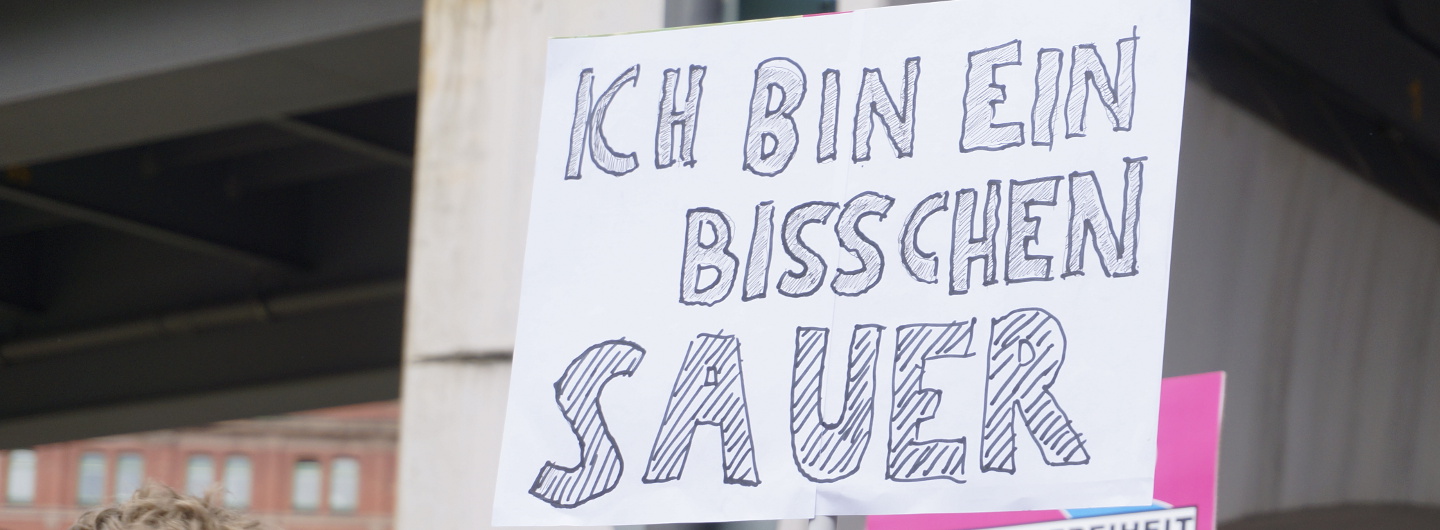 ICH BIN EIN
BISSCHEN
SAUER